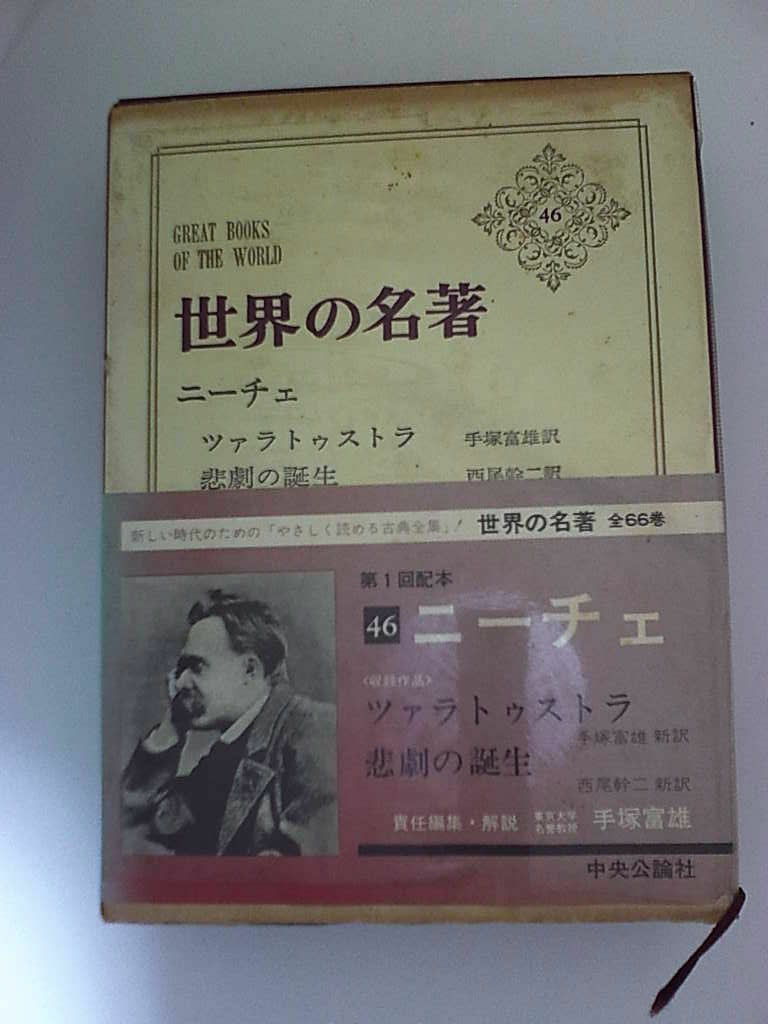 46
GREAT BOOKS
OF THE WORLD
世界の名著
ニーチェ
ツァラトゥストラ 手塚富雄訳
悲劇の誕生 西尾幹二訳
新しい時代のための「やさしく読める古典全集」! 世界の名著 全66巻
第1回配本
46 ニーチェ
〈収録作品〉
ツァラトゥストラ
手塚富雄 新訳
悲劇の誕生
西尾幹二 新訳
責任編集・解説 東京大学名誉教授 手塚富雄
中央公論社